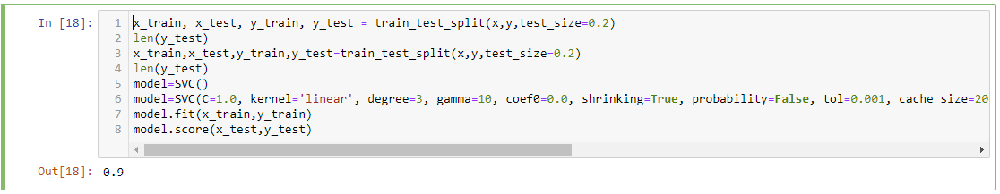 In [18]:
1 x_train, x_test, y_train, y_test = train_test_split(x,y,test_size=0.2)
2 len(y_test)
3 x_train,x_test,y_train,y_test=train_test_split(x,y,test_size=0.2)
4 len(y_test)
5 model=SVC()
6 model=SVC(C=1.0, kernel='linear', degree=3, gamma=10, coef0=0.0, shrinking=True, probability=False, tol=0.001, cache_size=20
7 model.fit(x_train,y_train)
8 model.score(x_test,y_test)
Out[18]: 0.9